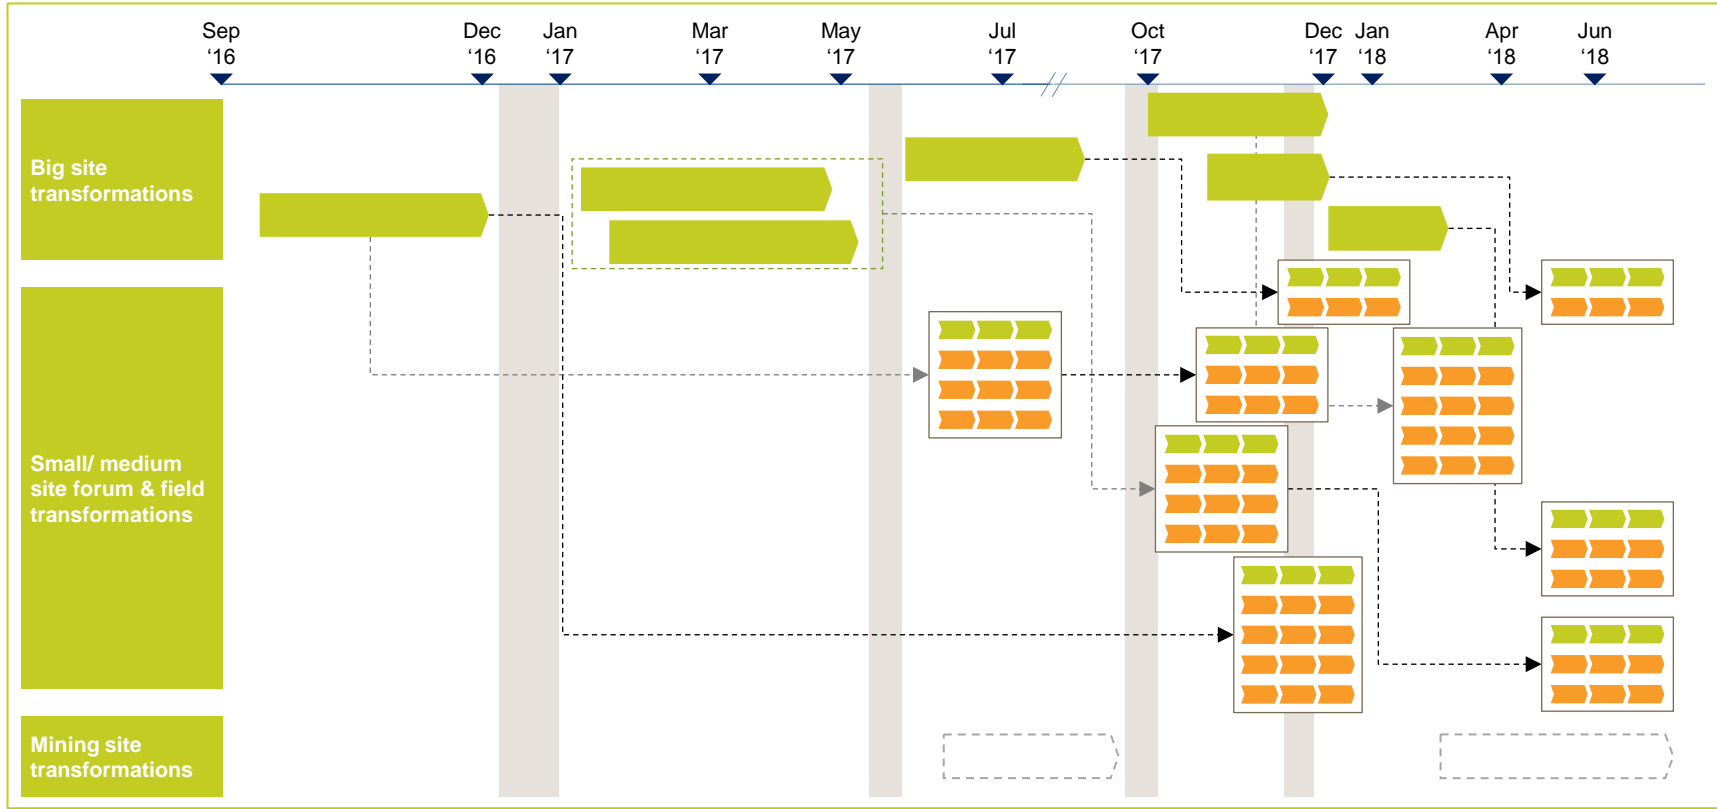 Sep Dec Jan Mar May Jul Oct Dec Jan Apr Jun
‘16 ‘16 ‘17 ‘17 ‘17 ‘17 ‘17 ‘17 ‘18 ‘18 ‘18
Big site
transformations
Small/ medium
site forum & field
transformations
Mining site
transformations